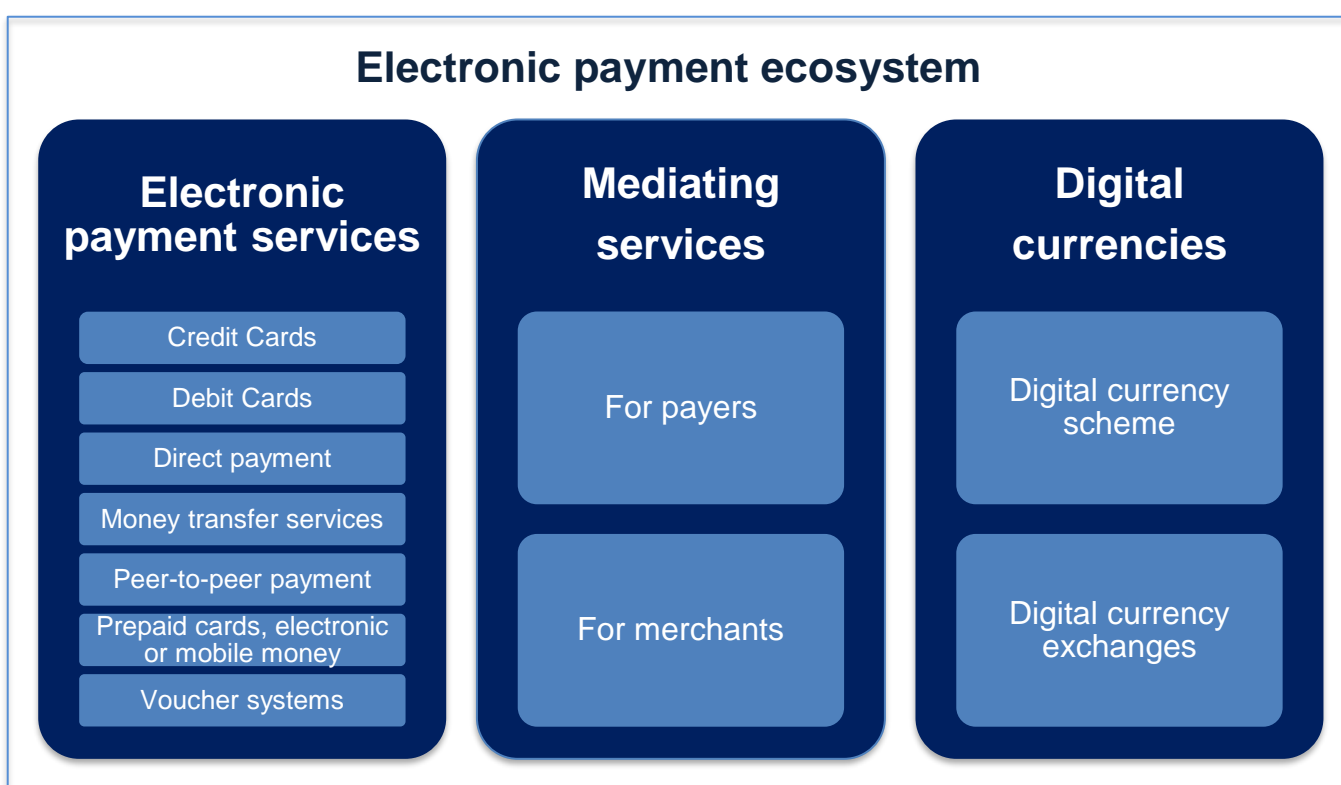 Electronic payment ecosystem
Electronic
payment services
Credit Cards
Debit Cards
Direct payment
Money transfer services
Peer-to-peer payment
Prepaid cards, electronic
or mobile money
Voucher systems
Mediating
services
For payers
For merchants
Digital
currencies
Digital currency
scheme
Digital currency
exchanges